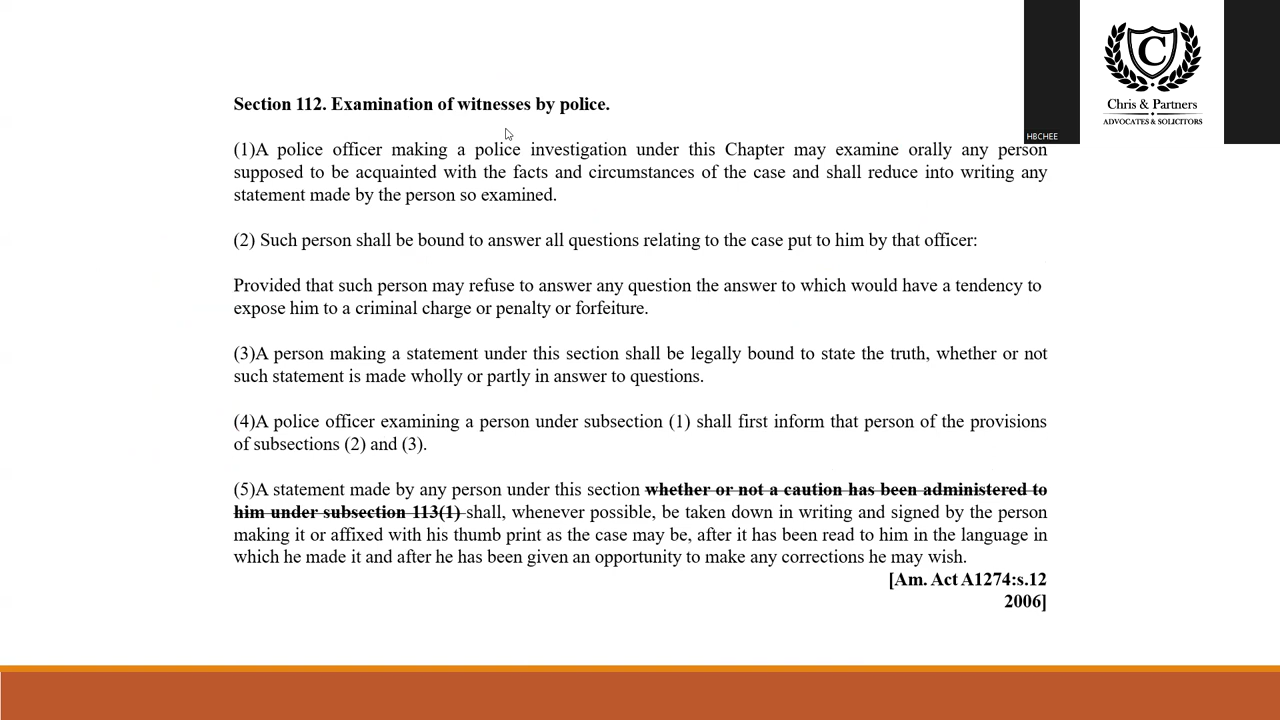 C
Chris & Partners
ADVOCATES & SOLICITORS
HBCHEE
Section 112. Examination of witnesses by police.
(1)A police officer making a police investigation under this Chapter may examine orally any person
supposed to be acquainted with the facts and circumstances of the case and shall reduce into writing any
statement made by the person so examined.
(2) Such person shall be bound to answer all questions relating to the case put to him by that officer:
Provided that such person may refuse to answer any question the answer to which would have a tendency to
expose him to a criminal charge or penalty or forfeiture.
(3)A person making a statement under this section shall be legally bound to state the truth, whether or not
such statement is made wholly or partly in answer to questions.
(4)A police officer examining a person under subsection (1) shall first inform that person of the provisions
of subsections (2) and (3).
(5)A statement made by any person under this section whether or not a caution has been administered to
him under subsection 113(1) shall, whenever possible, be taken down in writing and signed by the person
making it or affixed with his thumb print as the case may be, after it has been read to him in the language in
which he made it and after he has been given an opportunity to make any corrections he may wish.
[Am. Act A1274:s.12
2006]